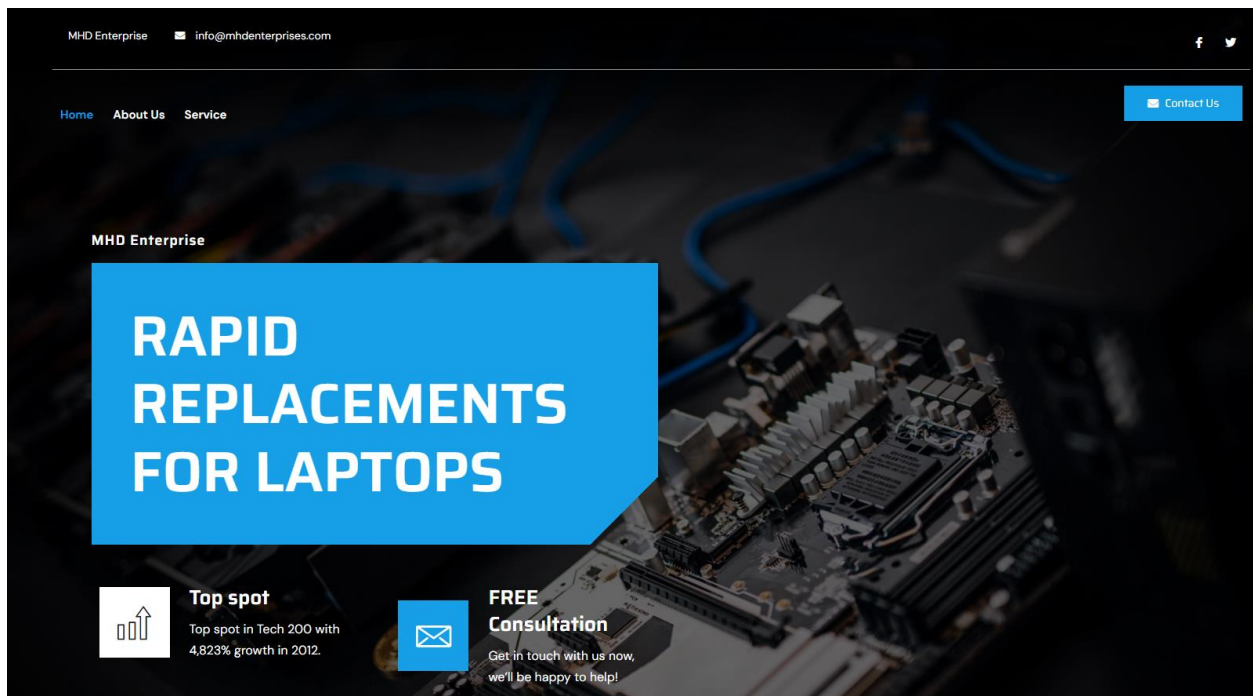 MHD Enterprise info@mhdenterprises.com
Home About Us Service
Contact Us
MHD Enterprise
RAPID
REPLACEMENTS
FOR LAPTOPS
Top spot
Top spot in Tech 200 with
4,823% growth in 2012.
FREE
Consultation
Get in touch with us now,
we'll be happy to help!